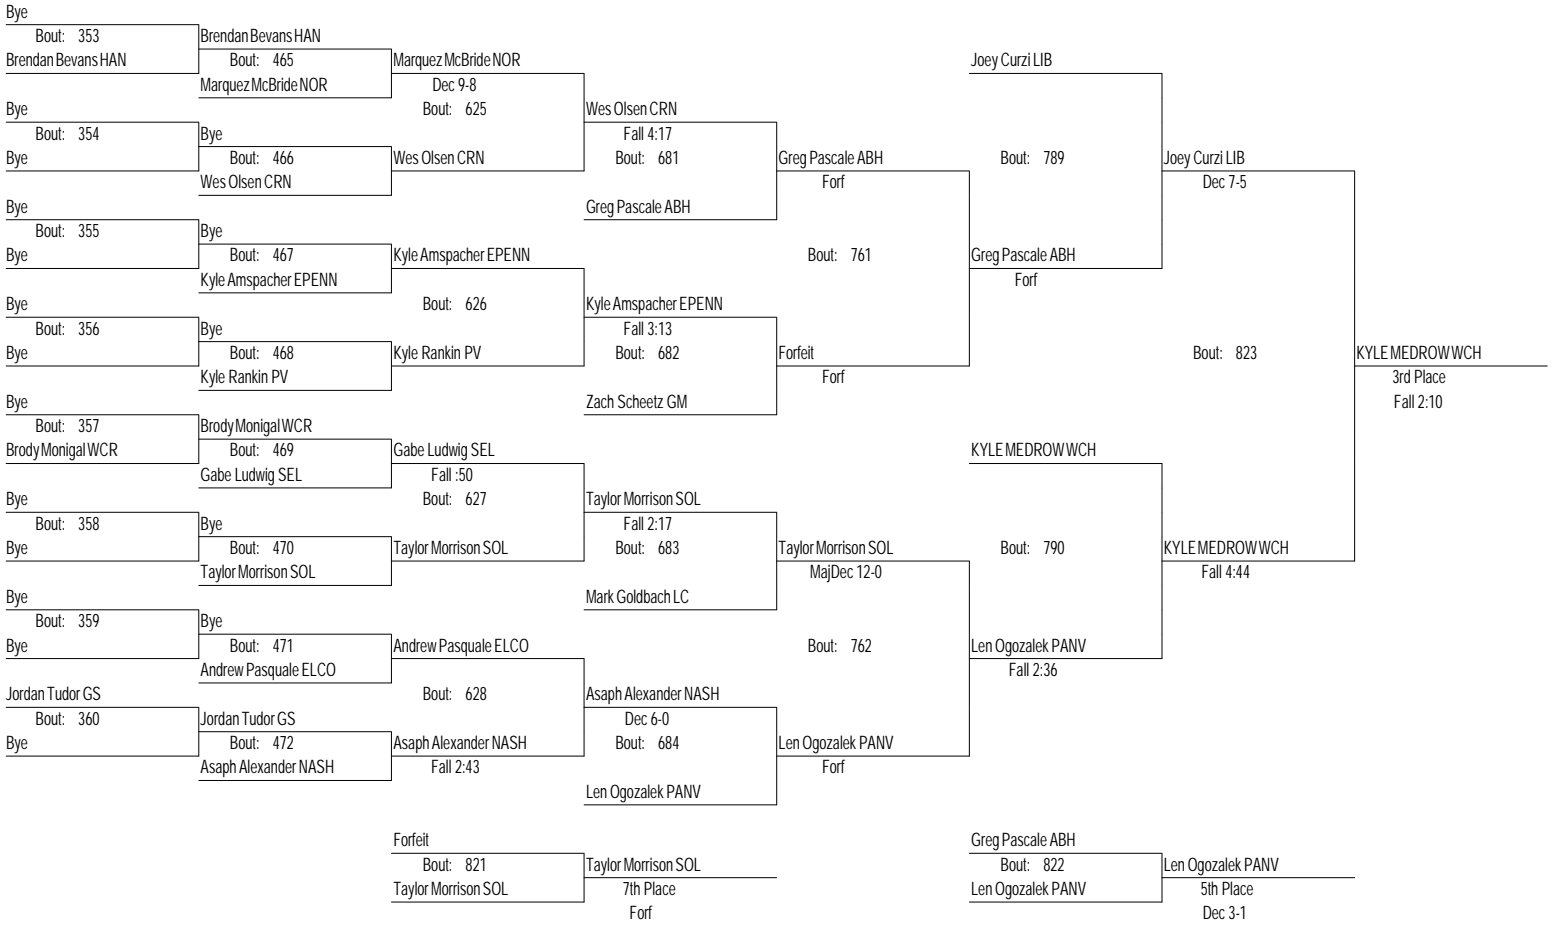 Bye
Bout: 353
Brendan Bevans HAN
Bye
Bout: 354
Bye
Bye
Bout: 355
Bye
Bye
Bout: 356
Bye
Bye
Bout: 357
Brody Monigal WCR
Bye
Bout: 358
Bye
Bye
Bout: 359
Bye
Jordan Tudor GS
Bout: 360
Bye
Brendan Bevans HAN
Bout: 465
Marquez McBride NOR
Bye
Bout: 466
Wes Olsen CRN
Bye
Bout: 467
Kyle Amspacher EPENN
Bye
Bout: 468
Kyle Rankin PV
Brody Monigal WCR
Bout: 469
Gabe Ludwig SEL
Bye
Bout: 470
Taylor Morrison SOL
Bye
Bout: 471
Andrew Pasquale ELCO
Jordan Tudor GS
Bout: 472
Asaph Alexander NASH
Marquez McBride NOR
Dec 9-8
Bout: 625
Wes Olsen CRN
Kyle Amspacher EPENN
Bout: 626
Kyle Rankin PV
Gabe Ludwig SEL
Fall :50
Bout: 627
Taylor Morrison SOL
Andrew Pasquale ELCO
Bout: 628
Asaph Alexander NASH
Fall 2:43
Wes Olsen CRN
Fall 4:17
Bout: 681
Greg Pascale ABH
Kyle Amspacher EPENN
Fall 3:13
Bout: 682
Zach Scheetz GM
Taylor Morrison SOL
Fall 2:17
Bout: 683
Mark Goldbach LC
Asaph Alexander NASH
Dec 6-0
Bout: 684
Len Ogozalek PANV
Greg Pascale ABH
Forf
Bout: 761
Forfeit
Forf
Taylor Morrison SOL
MajDec 12-0
Bout: 762
Len Ogozalek PANV
Forf
Joey Curzi LIB
Bout: 789
Greg Pascale ABH
Forf
KYLE MEDROW WCH
Bout: 790
Len Ogozalek PANV
Fall 2:36
Joey Curzi LIB
Dec 7-5
Bout: 823
KYLE MEDROW WCH
Fall 4:44
KYLE MEDROW WCH
3rd Place
Fall 2:10
Forfeit
Bout: 821
Taylor Morrison SOL
Taylor Morrison SOL
7th Place
Forf
Greg Pascale ABH
Bout: 822
Len Ogozalek PANV
Len Ogozalek PANV
5th Place
Dec 3-1